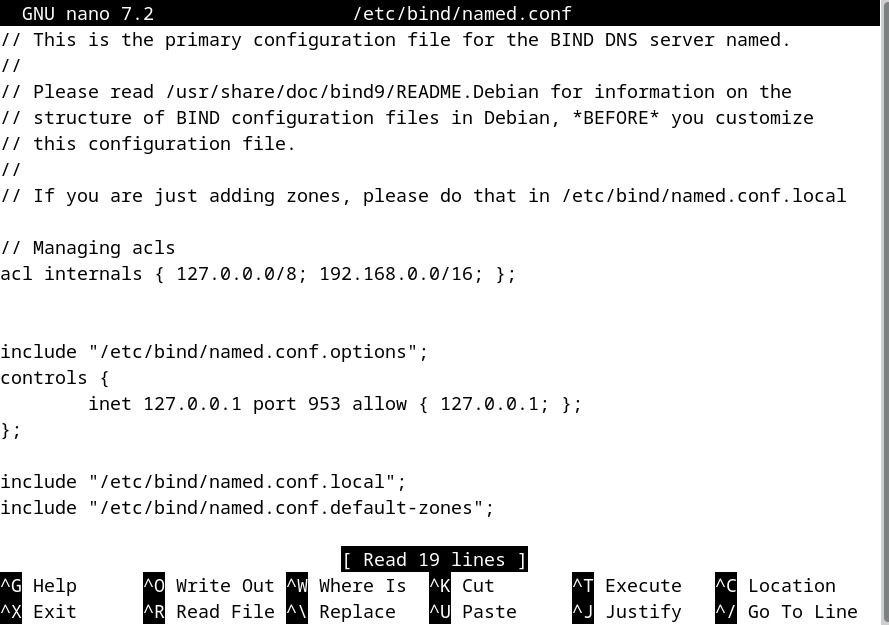 GNU nano 7.2 /etc/bind/named.conf
// This is the primary configuration file for the BIND DNS server named.
//
// Please read /usr/share/doc/bind9/README.Debian for information on the
// structure of BIND configuration files in Debian, *BEFORE* you customize
// this configuration file.
//
// If you are just adding zones, please do that in /etc/bind/named.conf.local
// Managing acls
acl internals { 127.0.0.0/8; 192.168.0.0/16; };
include "/etc/bind/named.conf.options";
controls {
inet 127.0.0.1 port 953 allow { 127.0.0.1; };
};
include "/etc/bind/named.conf.local";
include "/etc/bind/named.conf.default-zones";
[ Read 19 lines ]
^G Help ^O Write Out ^W Where Is ^K Cut ^T Execute ^C Location
^X Exit ^R Read File ^\ Replace ^U Paste ^J Justify ^/ Go To Line